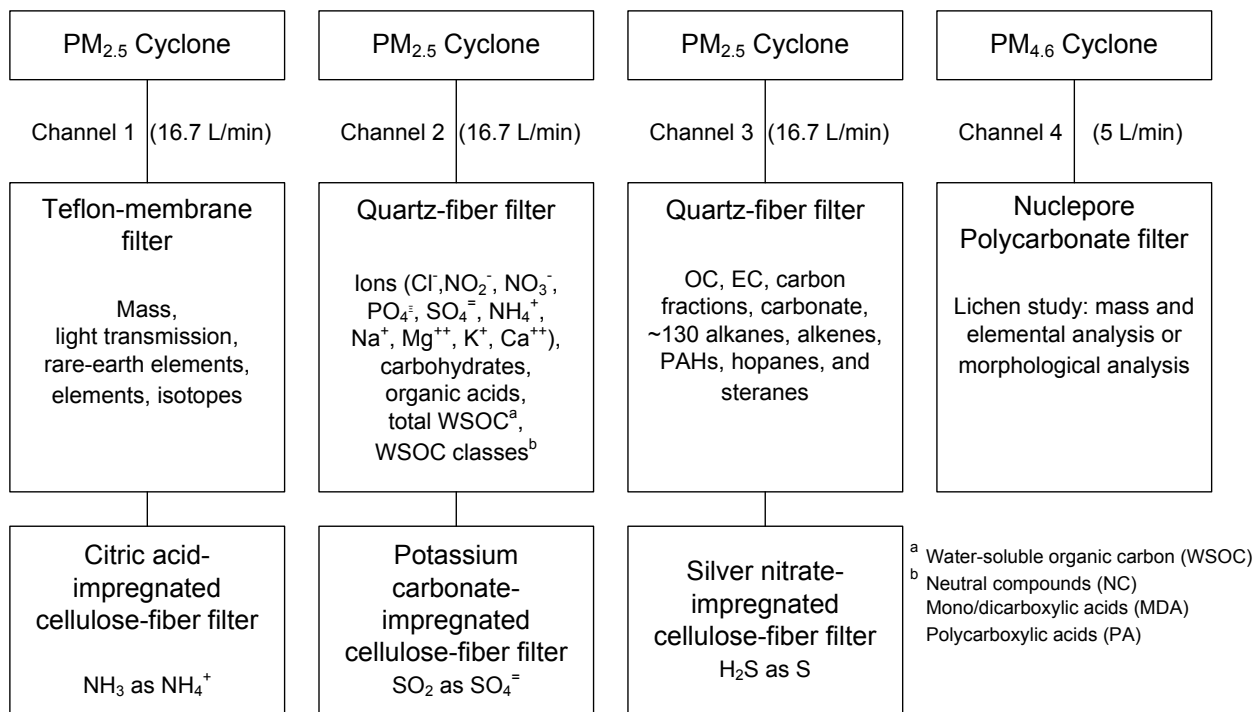 PM₂.₅ Cyclone
Channel 1 (16.7 L/min)
Teflon-membrane
filter
Mass,
light transmission,
rare-earth elements,
elements, isotopes
Citric acid-
impregnated
cellulose-fiber filter
NH₃ as NH₄⁺
PM₂.₅ Cyclone
Channel 2 (16.7 L/min)
Quartz-fiber filter
Ions (Cl⁻,NO₂⁻, NO₃⁻,
PO₄⁼⁻, SO₄⁼, NH₄⁺,
Na⁺, Mg⁺⁺, K⁺, Ca⁺⁺),
carbohydrates,
organic acids,
total WSOCᵃ,
WSOC classesᵇ
Potassium
carbonate-
impregnated
cellulose-fiber filter
SO₂ as SO₄⁼
PM₂.₅ Cyclone
Channel 3 (16.7 L/min)
Quartz-fiber filter
OC, EC, carbon
fractions, carbonate,
~130 alkanes, alkenes,
PAHs, hopanes, and
steranes
Silver nitrate-
impregnated
cellulose-fiber filter
H₂S as S
PM₄.₆ Cyclone
Channel 4 (5 L/min)
Nuclepore
Polycarbonate filter
Lichen study: mass and
elemental analysis or
morphological analysis
ᵃ Water-soluble organic carbon (WSOC)
ᵇ Neutral compounds (NC)
Mono/dicarboxylic acids (MDA)
Polycarboxylic acids (PA)